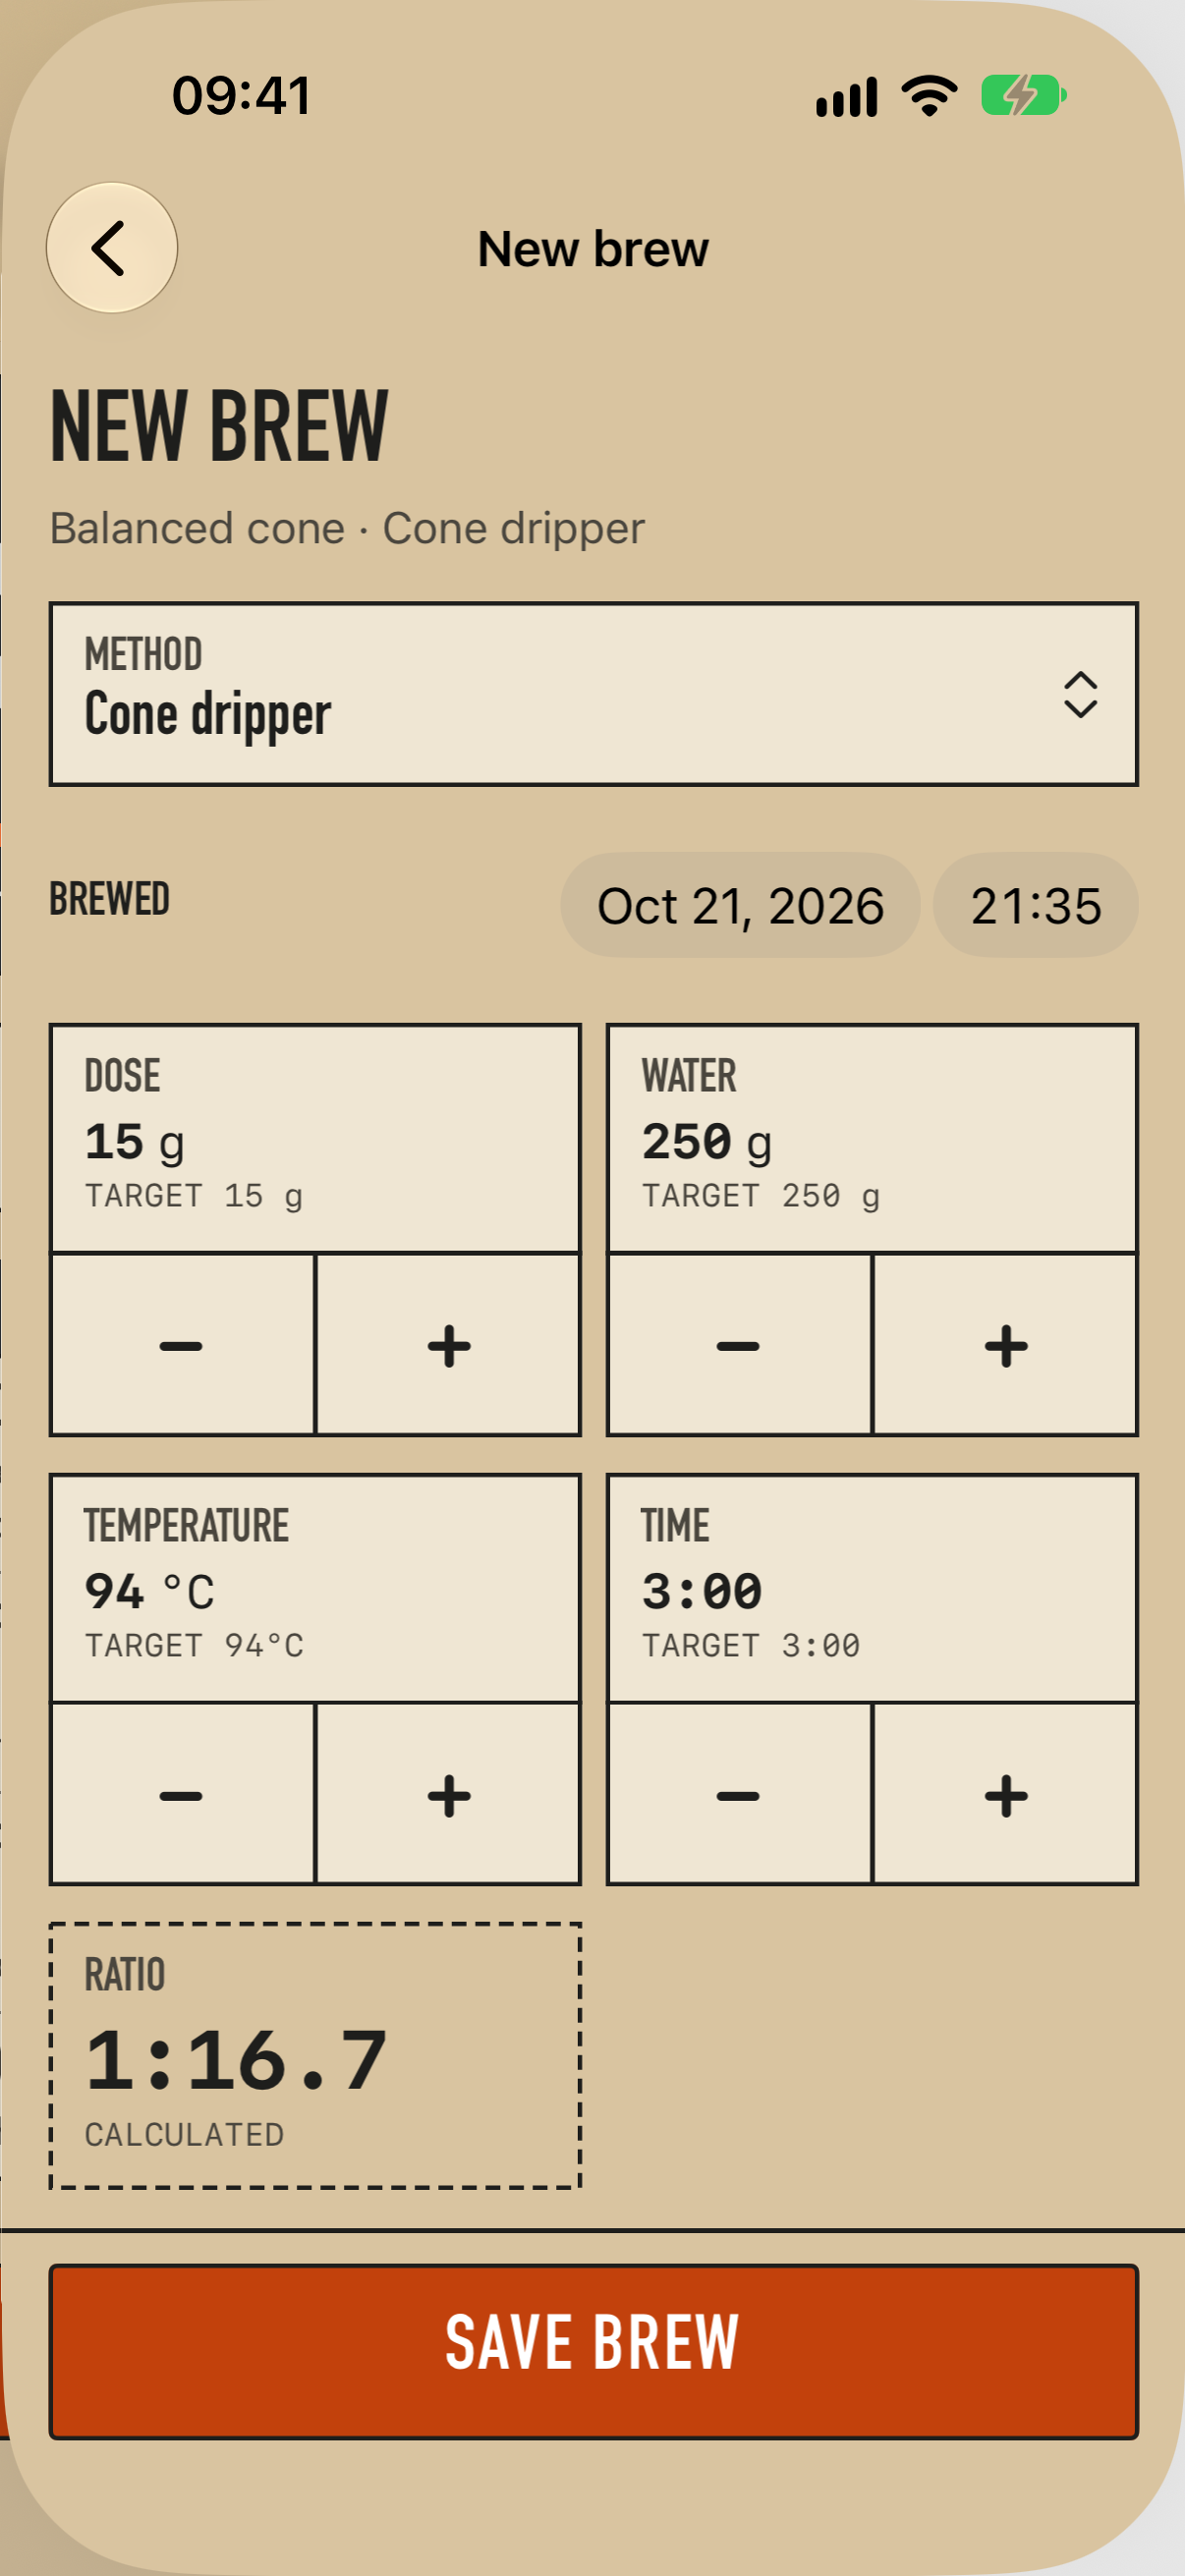 09:41
New brew
NEW BREW
Balanced cone · Cone dripper
METHOD
Cone dripper
BREWED
Oct 21, 2026
21:35
DOSE
15 g
TARGET 15 g
WATER
250 g
TARGET 250 g
TEMPERATURE
94 °C
TARGET 94°C
TIME
3:00
TARGET 3:00
RATIO
1:16.7
CALCULATED
SAVE BREW